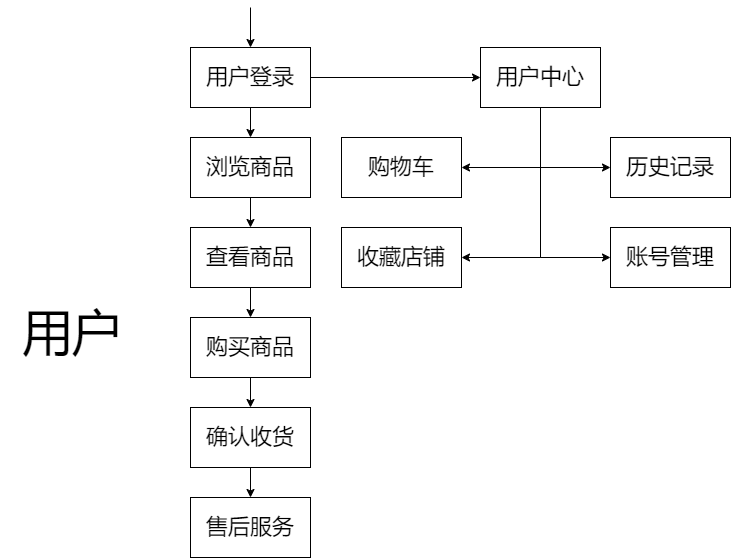 用户登录
用户中心
浏览商品
购物车
历史记录
查看商品
收藏店铺
账号管理
用户
购买商品
确认收货
售后服务